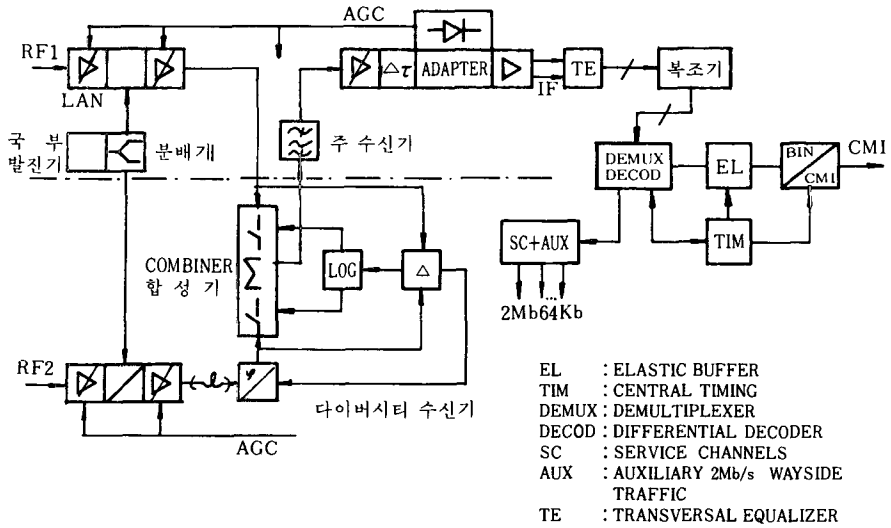 AGC
RF1
LAN
△τ
ADAPTER
IF
TE
복조기
국 부
발진기
분배게
주 수신기
DEMUX
DECOD
EL
BIN
CMI
CMI
SC+AUX
TIM
2Mb 64Kb
...
COMBINER
합 성 기
Σ
LOG
△
RF2
φ
다이버시티 수신기
AGC
EL : ELASTIC BUFFER
TIM : CENTRAL TIMING
DEMUX : DEMULTIPLEXER
DECOD : DIFFERENTIAL DECODER
SC : SERVICE CHANNELS
AUX : AUXILIARY 2Mb/s WAYSIDE
TRAFFIC
TE : TRANSVERSAL EQUALIZER